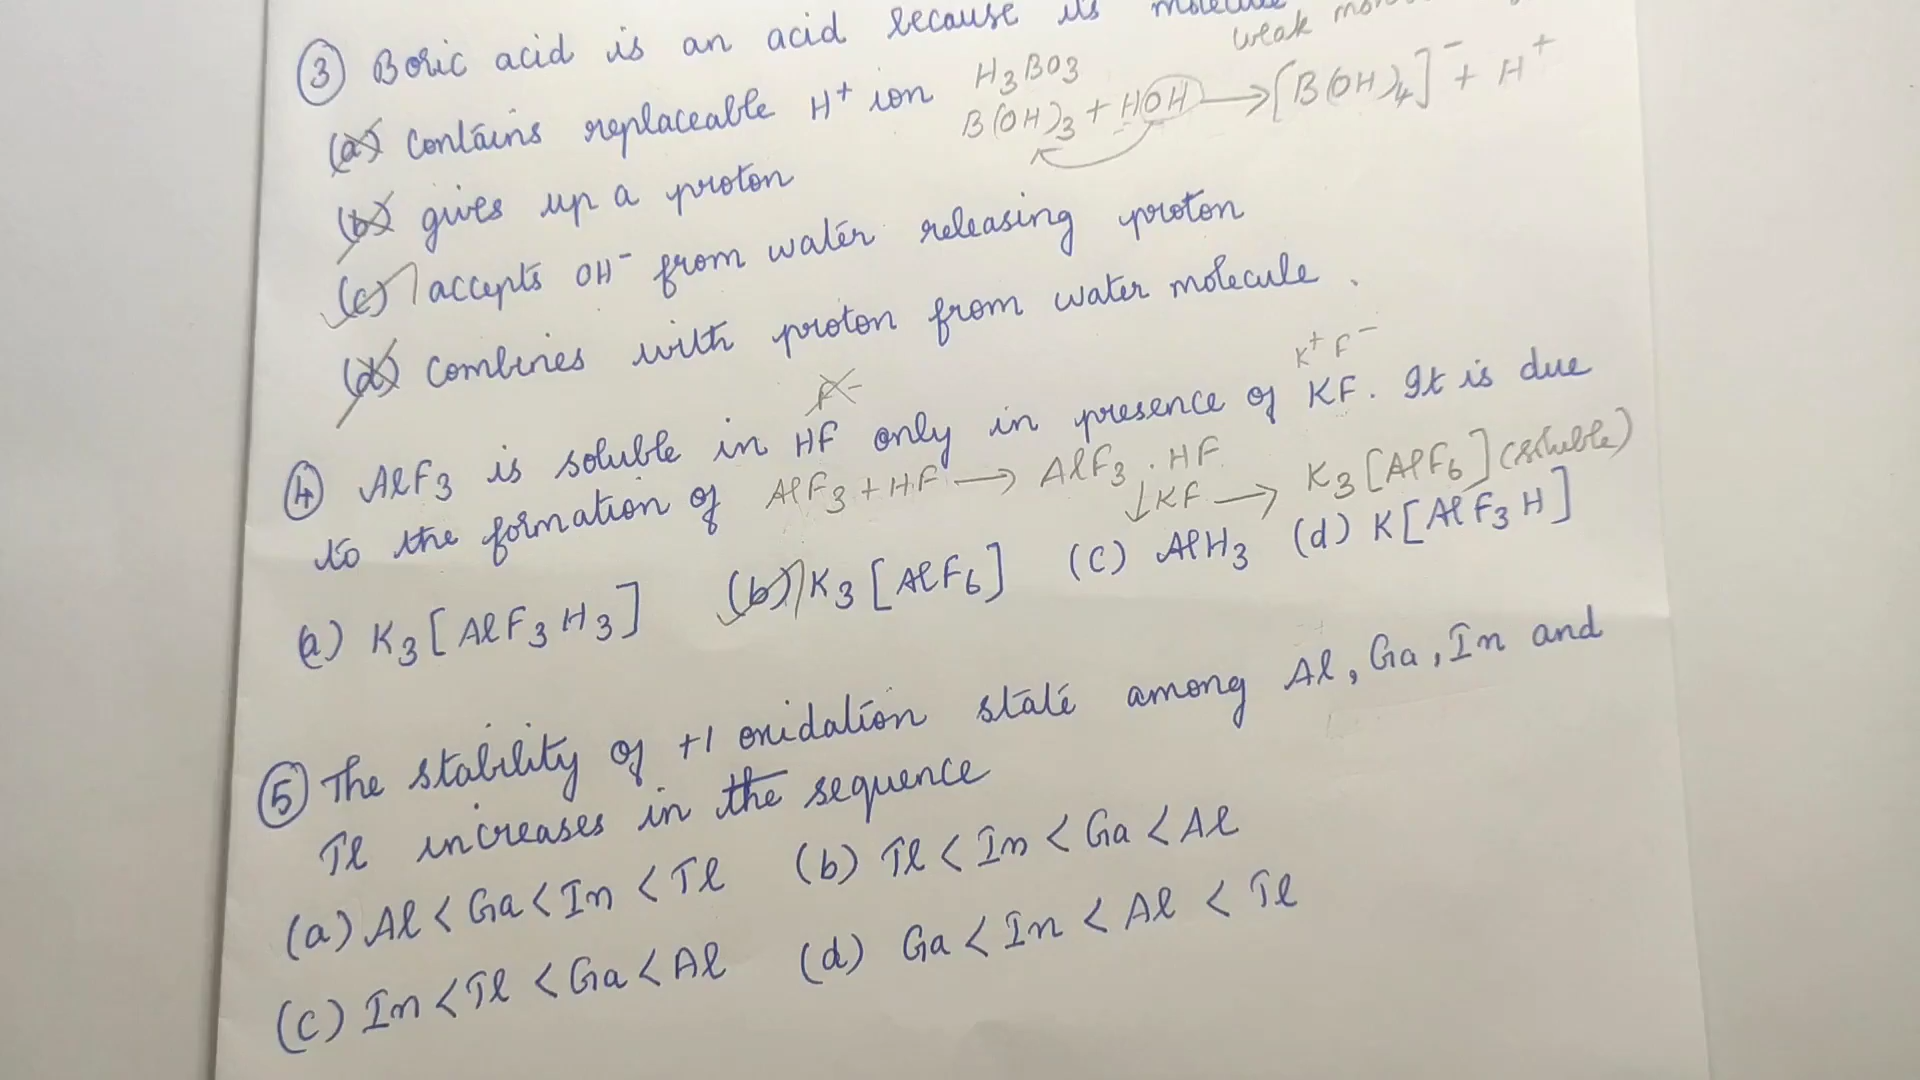 ③ Boric acid is an acid because its
weak
(a) contains replaceable H⁺ ion H₃BO₃
B(OH)₃ + HOH → [B(OH)₄]⁻ + H⁺
(b) gives up a proton
(c) accepts OH⁻ from water releasing proton
(d) combines with proton from water molecule.
K⁺ F⁻
④ AlF₃ is soluble in HF only in presence of KF. It is due
to the formation of AlF₃ + HF → AlF₃ . HF
↓KF → K₃[AlF₆] (soluble)
(a) K₃[AlF₃H₃] (b) K₃[AlF₆] (c) AlH₃ (d) K[AlF₃H]
⑤ The stability of +1 oxidation state among Al, Ga, In and
Tl increases in the sequence
(a) Al < Ga < In < Tl (b) Tl < In < Ga < Al
(c) In < Tl < Ga < Al (d) Ga < In < Al < Tl